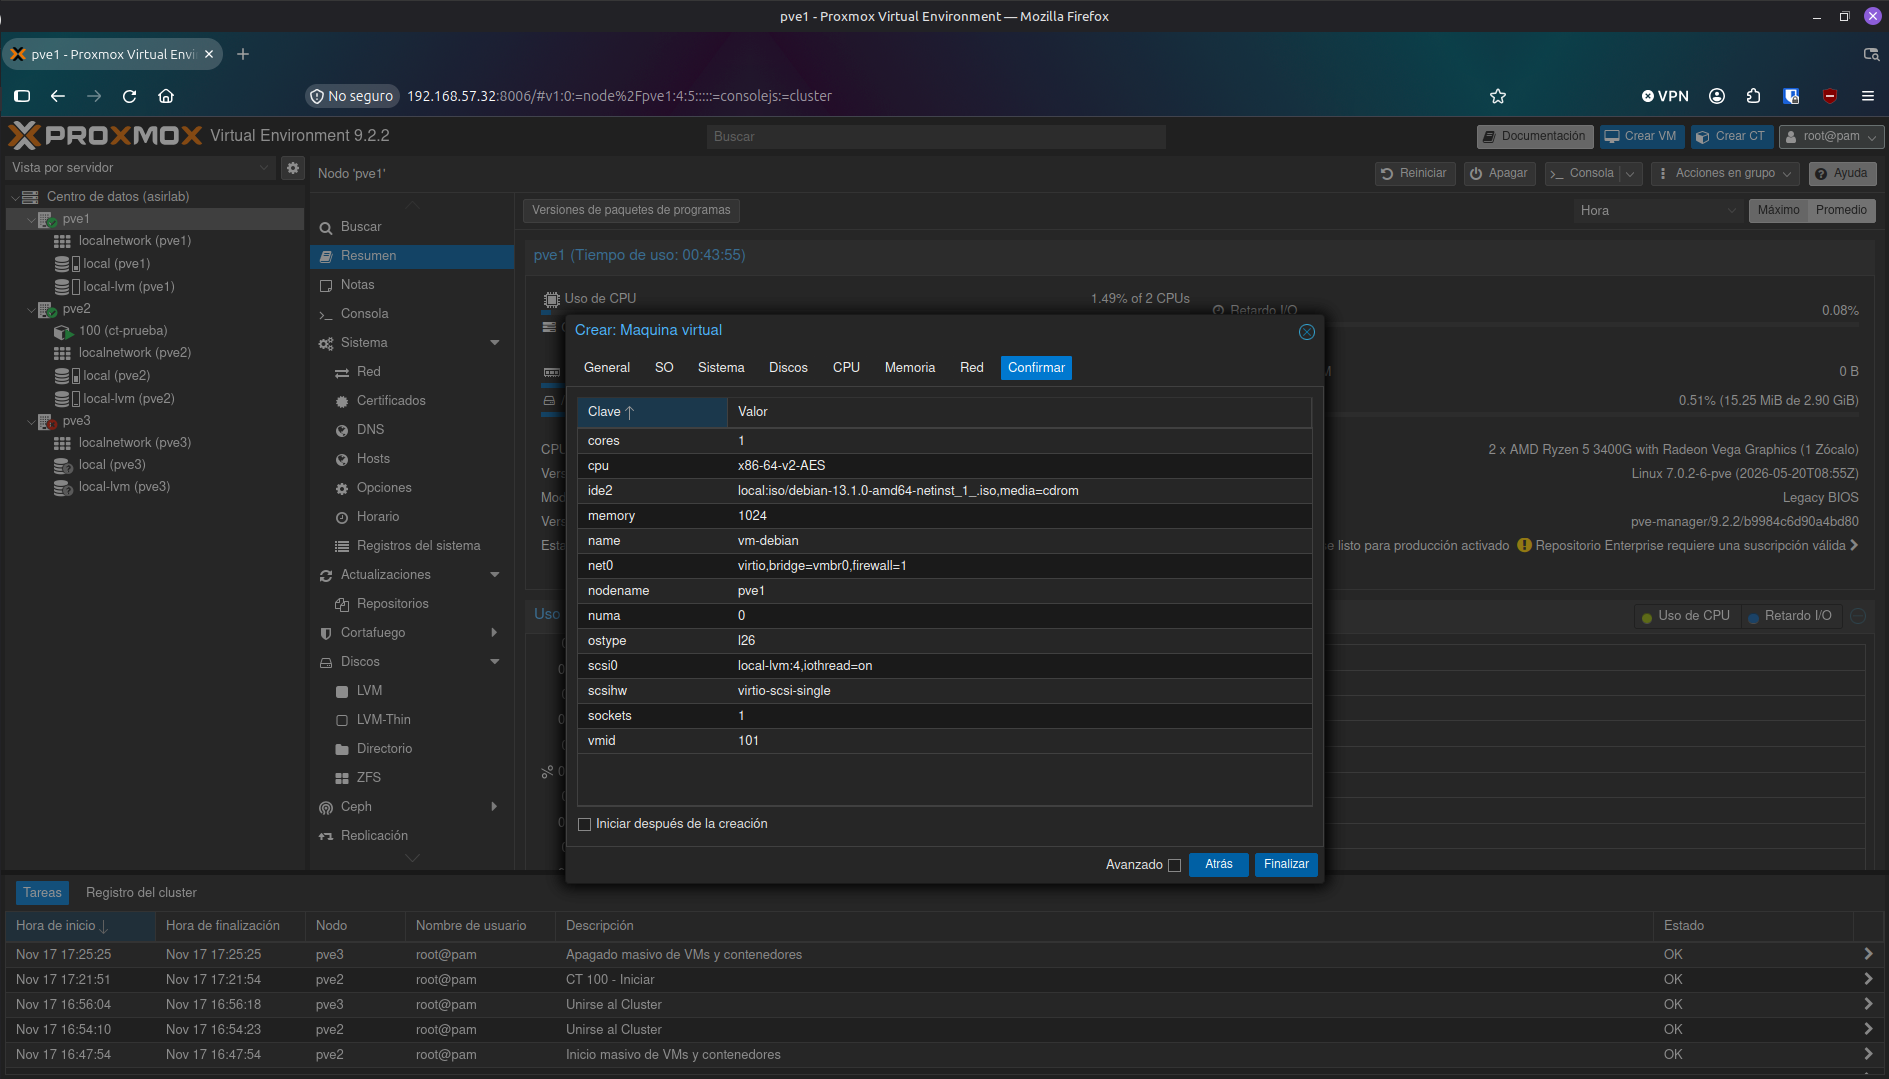 pve1 - Proxmox Virtual Environment — Mozilla Firefox
pve1 - Proxmox Virtual Envi
No seguro
192.168.57.32:8006/#v1:0:=node%2Fpve1:4:5:::::=consolejs:=cluster
VPN
PROXMOX Virtual Environment 9.2.2
Buscar
Documentación
Crear VM
Crear CT
root@pam
Vista por servidor
Nodo 'pve1'
Reiniciar
Apagar
Consola
Acciones en grupo
Ayuda
Centro de datos (asirlab)
pve1
localnetwork (pve1)
local (pve1)
local-lvm (pve1)
pve2
100 (ct-prueba)
localnetwork (pve2)
local (pve2)
local-lvm (pve2)
pve3
localnetwork (pve3)
local (pve3)
local-lvm (pve3)
Buscar
Resumen
Notas
Consola
Sistema
Red
Certificados
DNS
Hosts
Opciones
Horario
Registros del sistema
Actualizaciones
Repositorios
Cortafuego
Discos
LVM
LVM-Thin
Directorio
ZFS
Ceph
Replicación
Versiones de paquetes de programas
Hora
Máximo
Promedio
pve1 (Tiempo de uso: 00:43:55)
Uso de CPU
1.49% of 2 CPUs
Retardo I/O
0.08%
0 B
0.51% (15.25 MiB de 2.90 GiB)
CPU
2 x AMD Ryzen 5 3400G with Radeon Vega Graphics (1 Zócalo)
Vers
Linux 7.0.2-6-pve (2026-05-20T08:55Z)
Mod
Legacy BIOS
Vers
pve-manager/9.2.2/b9984c6d90a4bd80
Esta
e listo para producción activado
Repositorio Enterprise requiere una suscripción válida
Uso
Uso de CPU
Retardo I/O
Crear: Maquina virtual
General
SO
Sistema
Discos
CPU
Memoria
Red
Confirmar
Clave
Valor
cores 1
cpu x86-64-v2-AES
ide2 local:iso/debian-13.1.0-amd64-netinst_1_.iso,media=cdrom
memory 1024
name vm-debian
net0 virtio,bridge=vmbr0,firewall=1
nodename pve1
numa 0
ostype l26
scsi0 local-lvm:4,iothread=on
scsihw virtio-scsi-single
sockets 1
vmid 101
Iniciar después de la creación
Avanzado
Atrás
Finalizar
Tareas
Registro del cluster
Hora de inicio Hora de finalización Nodo Nombre de usuario Descripción Estado
Nov 17 17:25:25 Nov 17 17:25:25 pve3 root@pam Apagado masivo de VMs y contenedores OK
Nov 17 17:21:51 Nov 17 17:21:54 pve2 root@pam CT 100 - Iniciar OK
Nov 17 16:56:04 Nov 17 16:56:18 pve3 root@pam Unirse al Cluster OK
Nov 17 16:54:10 Nov 17 16:54:23 pve2 root@pam Unirse al Cluster OK
Nov 17 16:47:54 Nov 17 16:47:54 pve2 root@pam Inicio masivo de VMs y contenedores OK